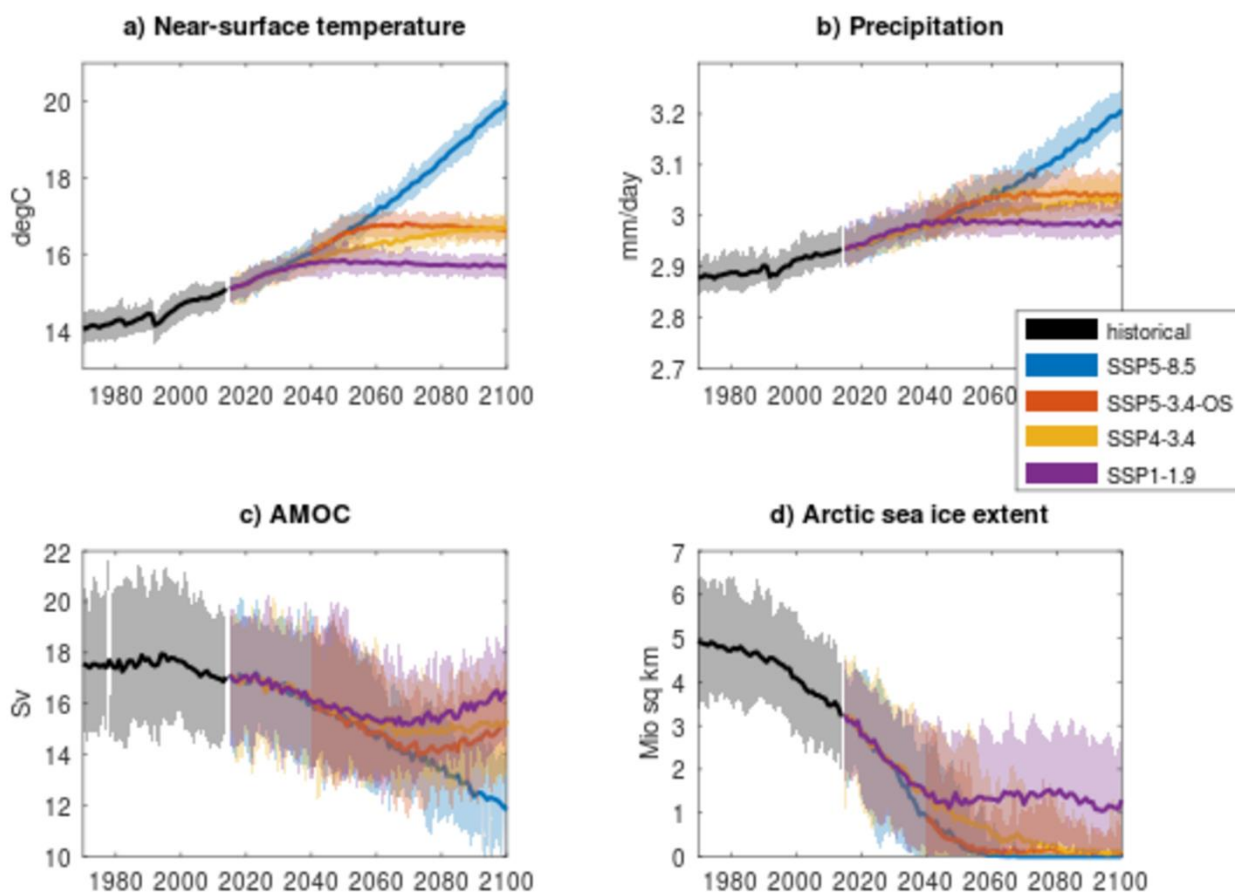 a) Near-surface temperature
degC
20
18
16
14
1980 2000 2020 2040 2060 2080 2100
b) Precipitation
mm/day
3.2
3.1
3
2.9
2.8
2.7
1980 2000 2020 2040 2060
historical
SSP5-8.5
SSP5-3.4-OS
SSP4-3.4
SSP1-1.9
c) AMOC
Sv
22
20
18
16
14
12
10
1980 2000 2020 2040 2060 2080 2100
d) Arctic sea ice extent
Mio sq km
7
6
5
4
3
2
1
0
1980 2000 2020 2040 2060 2080 2100